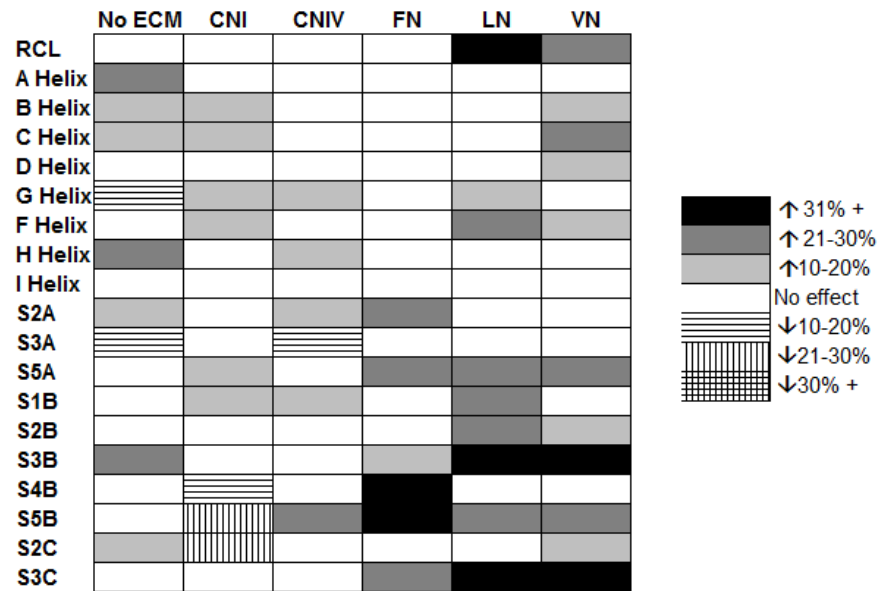 No ECM CNI CNIV FN LN VN
RCL
A Helix
B Helix
C Helix
D Helix
G Helix
F Helix
H Helix
I Helix
S2A
S3A
S5A
S1B
S2B
S3B
S4B
S5B
S2C
S3C
↑ 31% +
↑ 21-30%
↑10-20%
No effect
↓10-20%
↓21-30%
↓30% +